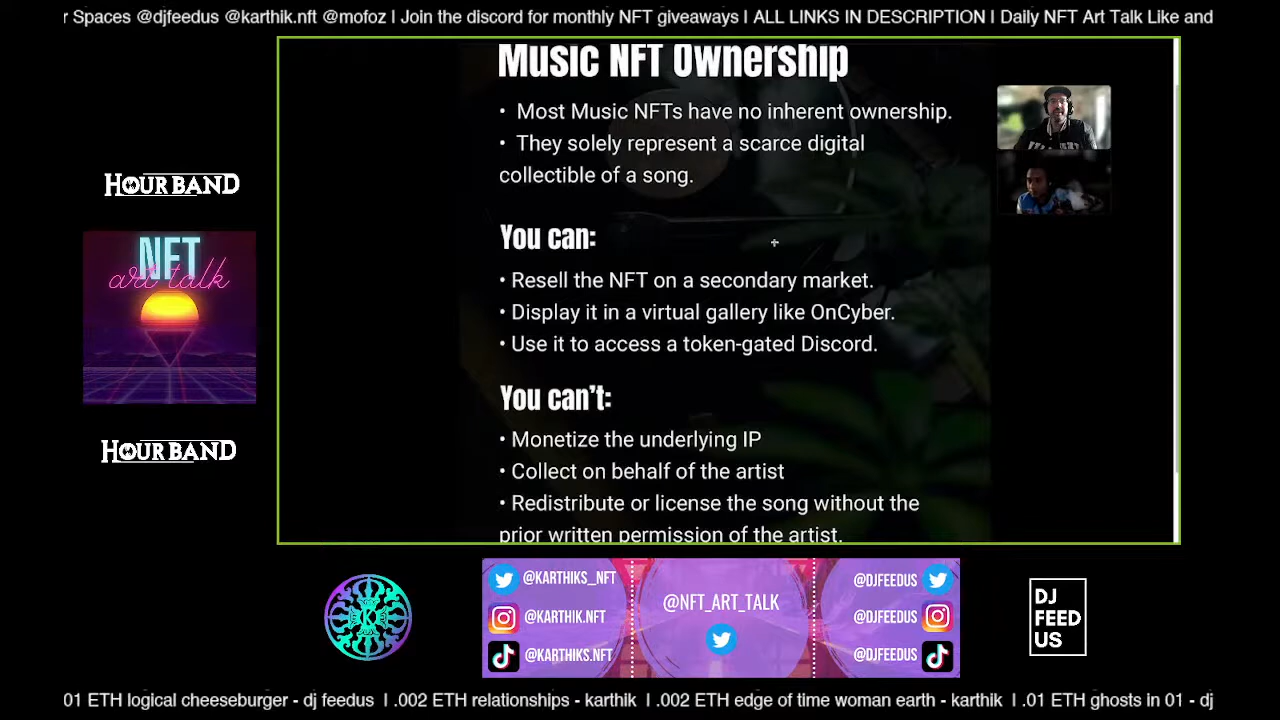 r Spaces @djfeedus @karthik.nft @mofoz I Join the discord for monthly NFT giveaways I ALL LINKS IN DESCRIPTION I Daily NFT Art Talk Like and
Music NFT Ownership
• Most Music NFTs have no inherent ownership.
• They solely represent a scarce digital
collectible of a song.
You can:
• Resell the NFT on a secondary market.
• Display it in a virtual gallery like OnCyber.
• Use it to access a token-gated Discord.
You can't:
• Monetize the underlying IP
• Collect on behalf of the artist
• Redistribute or license the song without the
prior written permission of the artist.
HOUR BAND
NFT
art talk
HOUR BAND
K
@KARTHIKS_NFT
@KARTHIK.NFT
@KARTHIKS.NFT
@NFT_ART_TALK
@DJFEEDUS
@DJFEEDUS
@DJFEEDUS
DJ
FEED
US
01 ETH logical cheeseburger - dj feedus I .002 ETH relationships - karthik I .002 ETH edge of time woman earth - karthik I .01 ETH ghosts in 01 - dj